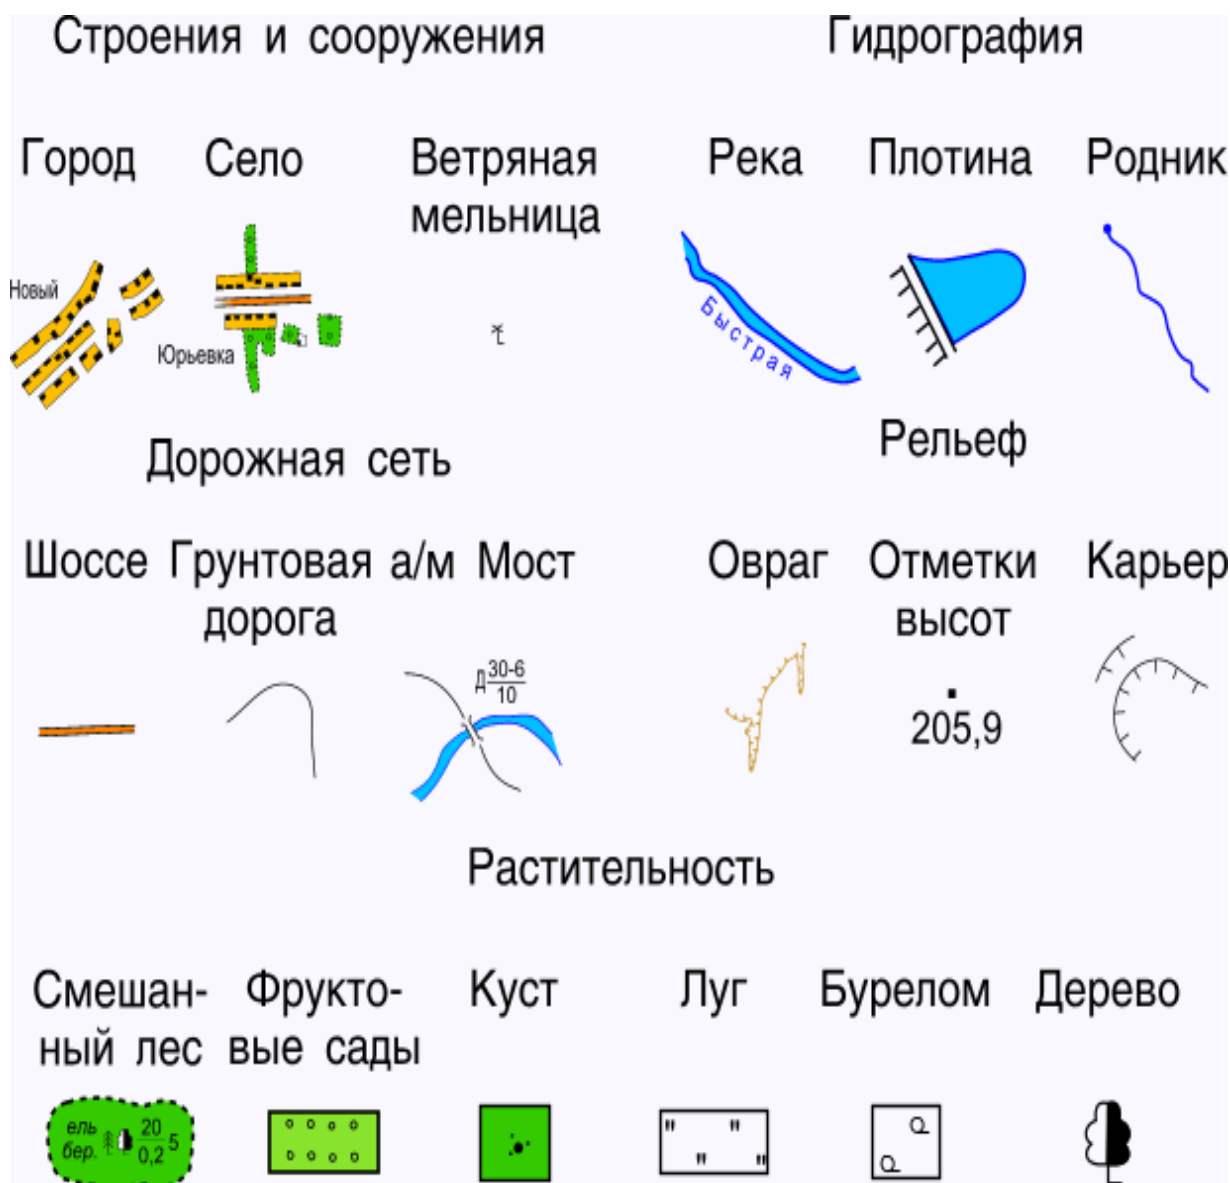 Строения и сооружения
Гидрография
Город Село Ветряная мельница
Река Плотина Родник
Новый
Юрьевка
Быстрая
Дорожная сеть
Рельеф
Шоссе Грунтовая а/м дорога Мост
Овраг Отметки высот Карьер
Д 30-6
10
205,9
Растительность
Смешан- Фрукто- Куст Луг Бурелом Дерево
ный лес вые сады
ель 20 5
бер. 0,2